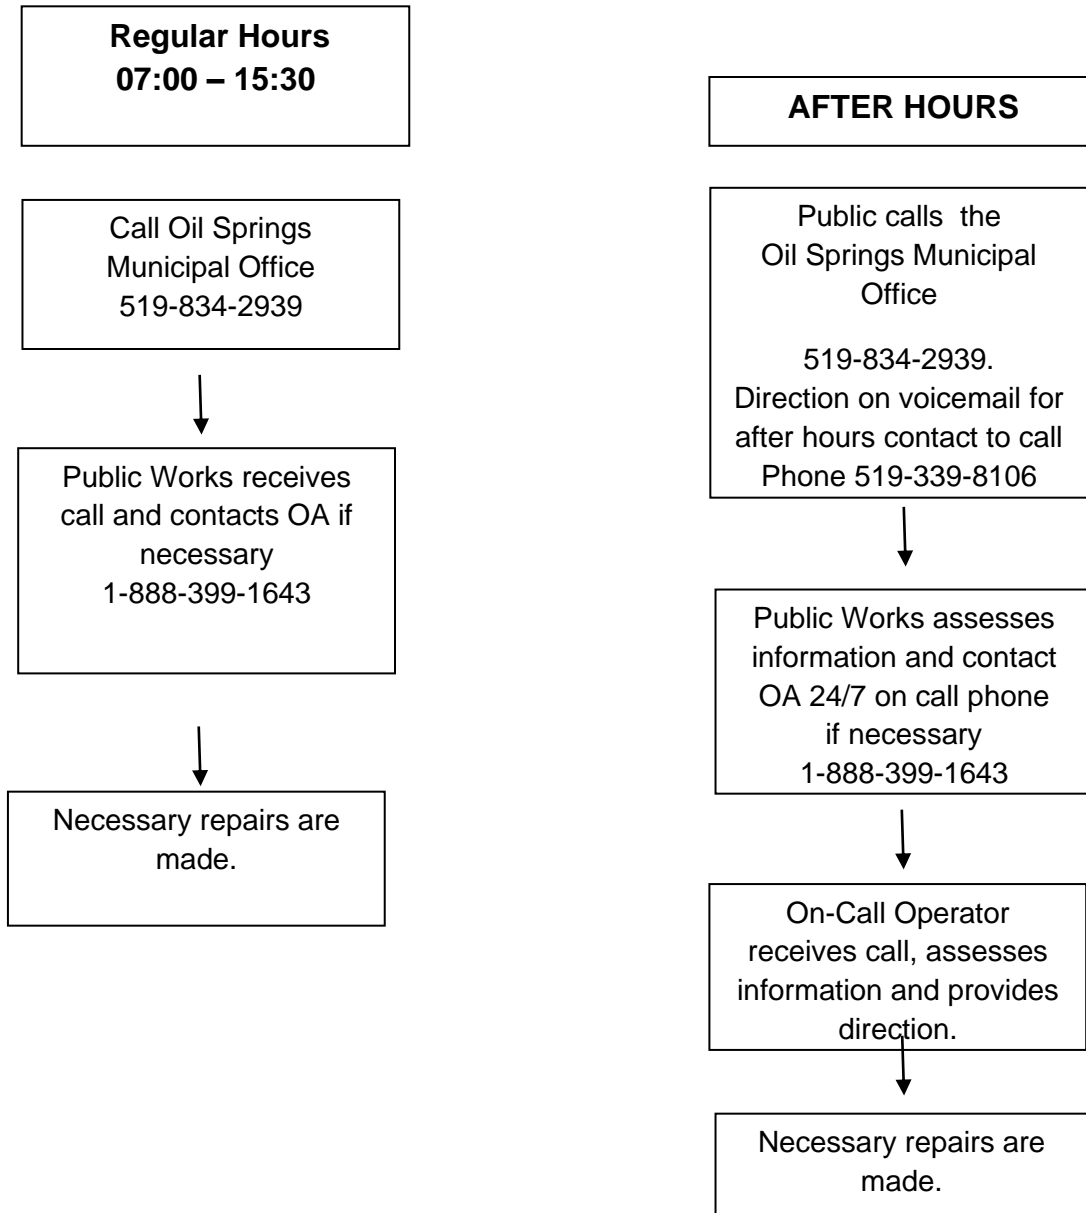 Regular Hours
07:00 – 15:30
Call Oil Springs
Municipal Office
519-834-2939
Public Works receives
call and contacts OA if
necessary
1-888-399-1643
Necessary repairs are
made.
AFTER HOURS
Public calls  the
Oil Springs Municipal
Office
519-834-2939.
Direction on voicemail for
after hours contact to call
Phone 519-339-8106
Public Works assesses
information and contact
OA 24/7 on call phone
if necessary
1-888-399-1643
On-Call Operator
receives call, assesses
information and provides
direction.
Necessary repairs are
made.